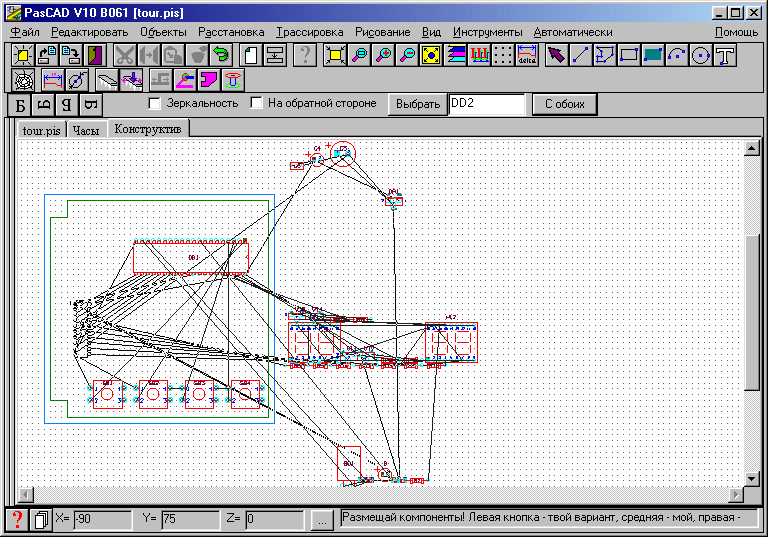 PasCAD V10 B061 [tour.pis]
Файл Редактировать Объекты Расстановка Трассировка Рисование Вид Инструменты Помощь
delta
Зеркальность На обратной стороне Выбрать DD2 С обоих
tour.pis Часы Конструктив
X= -90 Y= 75 Z= 0 ... Размещай компоненты! Левая кнопка - твой вариант, средняя - мой, правая -